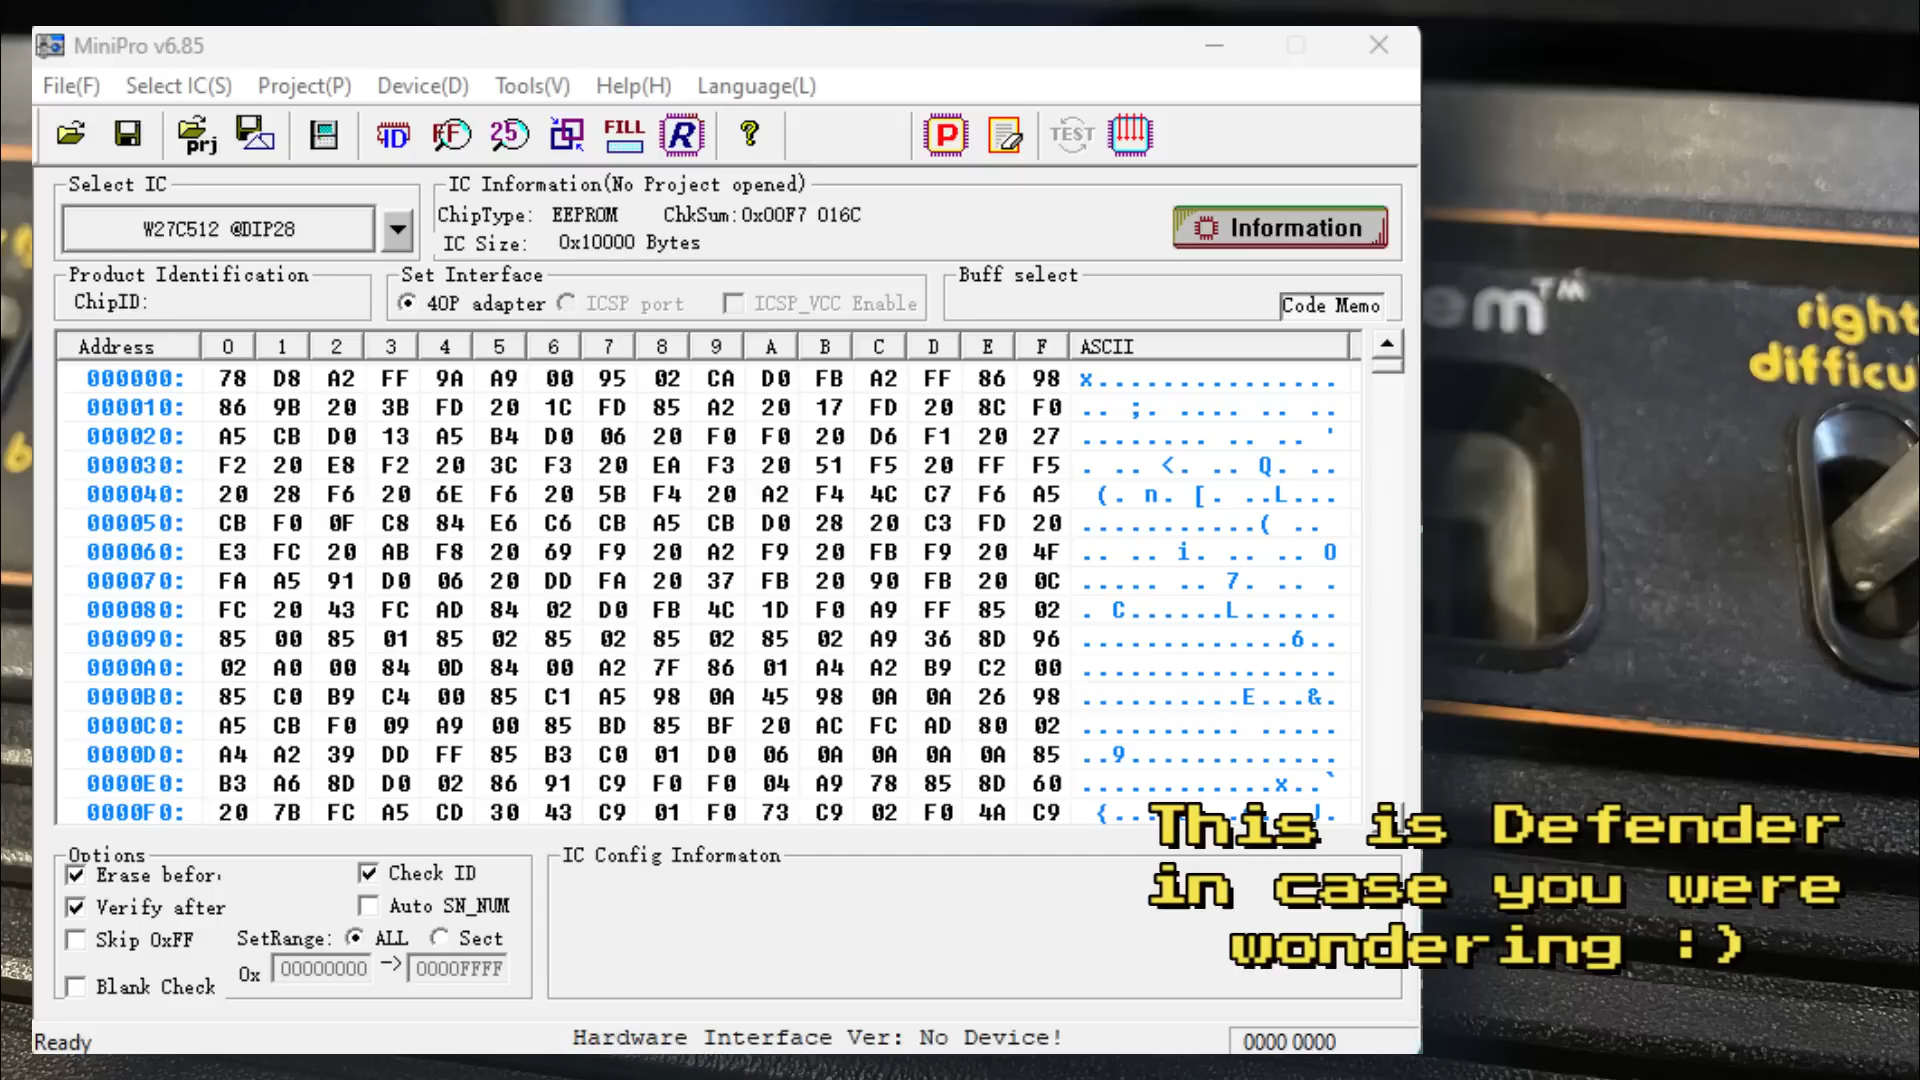 MiniPro v6.85
File(F) Select IC(S) Project(P) Device(D) Tools(V) Help(H) Language(L)
prj ID FF 25 FILL R ? P TEST
Select IC
W27C512 @DIP28
IC Information(No Project opened)
ChipType: EEPROM ChkSum:0x00F7 016C
IC Size: 0x10000 Bytes
Information
Product Identification
ChipID:
Set Interface
40P adapter ICSP port ICSP_VCC Enable
Buff select
Code Memo
Address 0 1 2 3 4 5 6 7 8 9 A B C D E F ASCII
000000: 78 D8 A2 FF 9A A9 00 95 02 CA D0 FB A2 FF 86 98 x...............
000010: 86 9B 20 3B FD 20 1C FD 85 A2 20 17 FD 20 8C F0 .. ;. .... .. ..
000020: A5 CB D0 13 A5 B4 D0 06 20 F0 F0 20 D6 F1 20 27 ........ .. .. '
000030: F2 20 E8 F2 20 3C F3 20 EA F3 20 51 F5 20 FF F5 . .. <. .. Q. ..
000040: 20 28 F6 20 6E F6 20 5B F4 20 A2 F4 4C C7 F6 A5 (. n. [. ..L...
000050: CB F0 0F C8 84 E6 C6 CB A5 CB D0 28 20 C3 FD 20 ...........( ..
000060: E3 FC 20 AB F8 20 69 F9 20 A2 F9 20 FB F9 20 4F .. .. i. .. .. O
000070: FA A5 91 D0 06 20 DD FA 20 37 FB 20 90 FB 20 0C ..... .. 7. .. .
000080: FC 20 43 FC AD 84 02 D0 FB 4C 1D F0 A9 FF 85 02 . C......L......
000090: 85 00 85 01 85 02 85 02 85 02 85 02 A9 36 8D 96 .............6..
0000A0: 02 A0 00 84 0D 84 00 A2 7F 86 01 A4 A2 B9 C2 00 ................
0000B0: 85 C0 B9 C4 00 85 C1 A5 98 0A 45 98 0A 0A 26 98 ..........E...&.
0000C0: A5 CB F0 09 A9 00 85 BD 85 BF 20 AC FC AD 80 02 .......... .....
0000D0: A4 A2 39 DD FF 85 B3 C0 01 D0 06 0A 0A 0A 0A 85 ..9.............
0000E0: B3 A6 8D D0 02 86 91 C9 F0 F0 04 A9 78 85 8D 60 ............x..`
0000F0: 20 7B FC A5 CD 30 43 C9 01 F0 73 C9 02 F0 4A C9
Options
Erase befor
Check ID
Verify after
Auto SN_NUM
Skip 0xFF
SetRange: ALL Sect
0x 00000000 -> 0000FFFF
Blank Check
IC Config Informaton
Ready
Hardware Interface Ver: No Device!
0000 0000
This is Defender
in case you were
wondering :)
em™
right
difficu